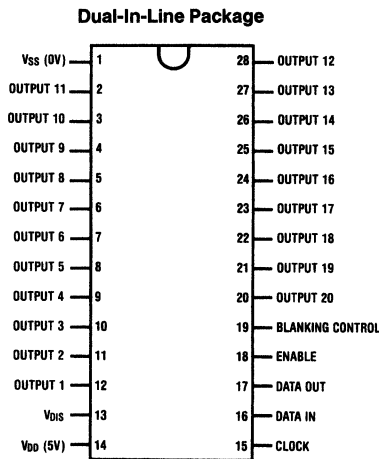 Dual-In-Line Package
VSS (0V) 1 28 OUTPUT 12
OUTPUT 11 2 27 OUTPUT 13
OUTPUT 10 3 26 OUTPUT 14
OUTPUT 9 4 25 OUTPUT 15
OUTPUT 8 5 24 OUTPUT 16
OUTPUT 7 6 23 OUTPUT 17
OUTPUT 6 7 22 OUTPUT 18
OUTPUT 5 8 21 OUTPUT 19
OUTPUT 4 9 20 OUTPUT 20
OUTPUT 3 10 19 BLANKING CONTROL
OUTPUT 2 11 18 ENABLE
OUTPUT 1 12 17 DATA OUT
VDIS 13 16 DATA IN
VDD (5V) 14 15 CLOCK